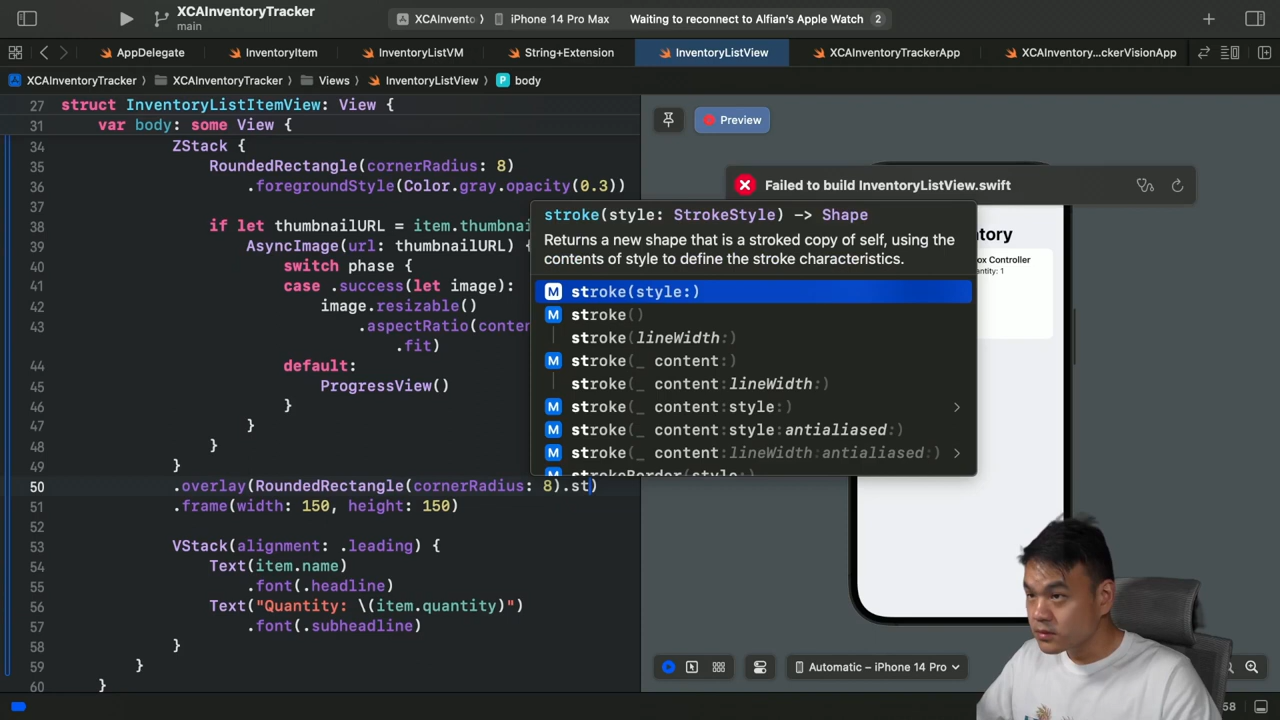 XCAInventoryTracker
main
XCAInvento
iPhone 14 Pro Max
Waiting to reconnect to Alfian's Apple Watch
2
AppDelegate
InventoryItem
InventoryListVM
String+Extension
InventoryListView
XCAInventoryTrackerApp
XCAInventory...ckerVisionApp
XCAInventoryTracker
XCAInventoryTracker
Views
InventoryListView
P body
27 struct InventoryListItemView: View {
31 var body: some View {
34 ZStack {
35 RoundedRectangle(cornerRadius: 8)
36 .foregroundStyle(Color.gray.opacity(0.3))
37
38 if let thumbnailURL = item.thumbna
39 AsyncImage(url: thumbnailURL) {
40 switch phase {
41 case .success(let image):
42 image.resizable()
43 .aspectRatio(conten
.fit)
44 default:
45 ProgressView()
46 }
47 }
48 }
49 }
50 .overlay(RoundedRectangle(cornerRadius: 8).st)
51 .frame(width: 150, height: 150)
52
53 VStack(alignment: .leading) {
54 Text(item.name)
55 .font(.headline)
56 Text("Quantity: \(item.quantity)")
57 .font(.subheadline)
58 }
59 }
60 }
stroke(style: StrokeStyle) -> Shape
Returns a new shape that is a stroked copy of self, using the
contents of style to define the stroke characteristics.
M stroke(style:)
M stroke()
stroke(lineWidth:)
M stroke(_ content:)
stroke(_ content:lineWidth:)
M stroke(_ content:style:)
M stroke(_ content:style:antialiased:)
M stroke(_ content:lineWidth:antialiased:)
strokeBorder(style:)
Preview
Failed to build InventoryListView.swift
tory
ox Controller
antity: 1
Automatic – iPhone 14 Pro
58